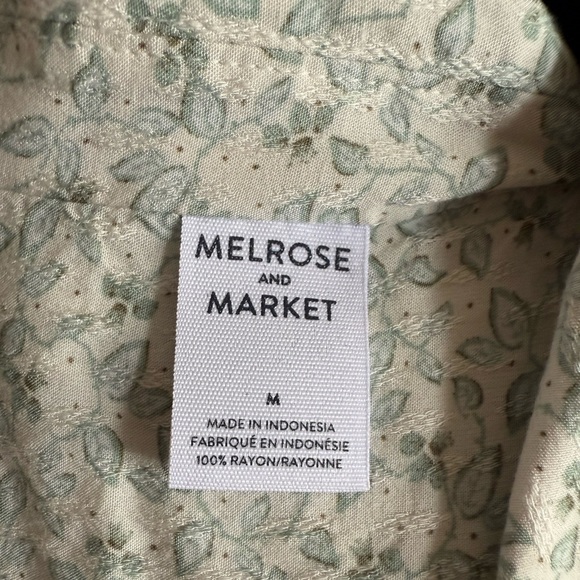 MELROSE
AND
MARKET
M
MADE IN INDONESIA
FABRIQUÉ EN INDONÉSIE
100% RAYON/RAYONNE